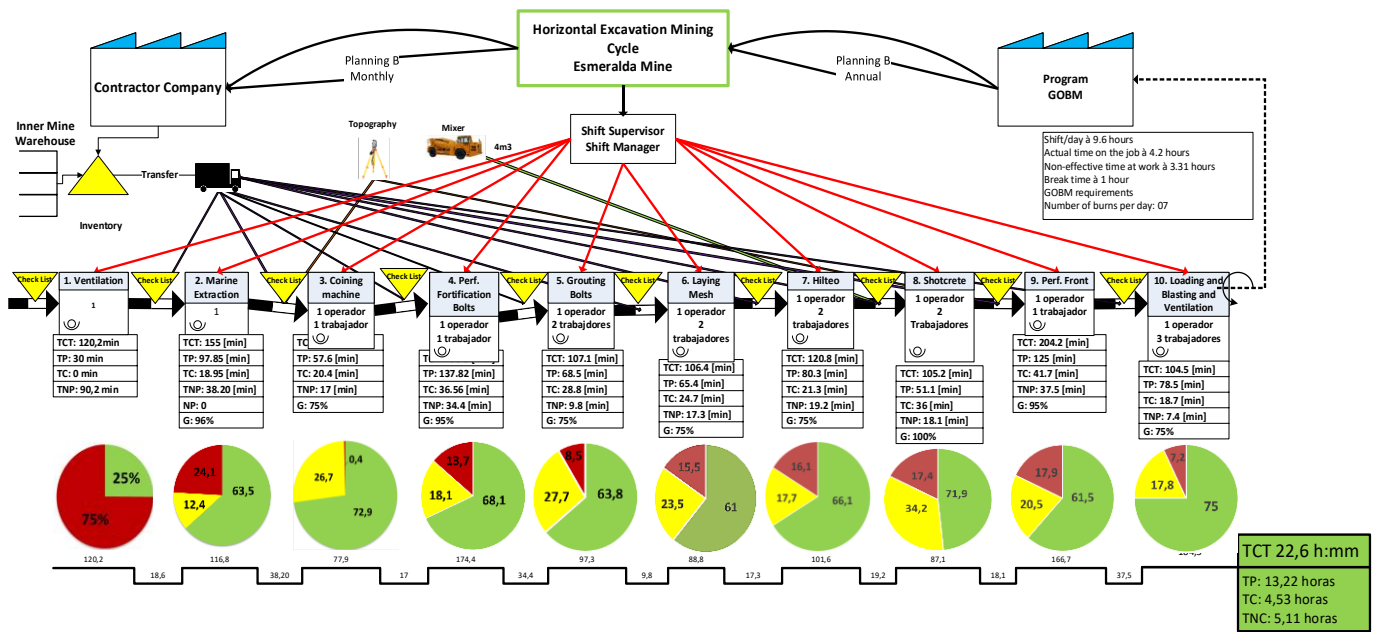 Horizontal Excavation Mining
Cycle
Esmeralda Mine
Planning B
Monthly
Planning B
Annual
Contractor Company
Program
GOBM
Inner Mine
Warehouse
Topography
Mixer
4m3
Shift Supervisor
Shift Manager
Shift/day à 9.6 hours
Actual time on the job à 4.2 hours
Non-effective time at work à 3.31 hours
Break time à 1 hour
GOBM requirements
Number of burns per day: 07
Transfer
Inventory
Check List
1. Ventilation
1
TCT: 120,2min
TP: 30 min
TC: 0 min
TNP: 90,2 min
Check List
2. Marine
Extraction
1
TCT: 155 [min]
TP: 97.85 [min]
TC: 18.95 [min]
TNP: 38.20 [min]
NP: 0
G: 96%
Check List
3. Coining
machine
1 operador
1 trabajador
TP: 57.6 [min]
TC: 20.4 [min]
TNP: 17 [min]
G: 75%
Check List
4. Perf.
Fortification
Bolts
1 operador
1 trabajador
TP: 137.82 [min]
TC: 36.56 [min]
TNP: 34.4 [min]
G: 95%
Check List
5. Grouting
Bolts
1 operador
2 trabajadores
TCT: 107.1 [min]
TP: 68.5 [min]
TC: 28.8 [min]
TNP: 9.8 [min]
G: 75%
Check List
6. Laying
Mesh
1 operador
2
trabajadores
TCT: 106.4 [min]
TP: 65.4 [min]
TC: 24.7 [min]
TNP: 17.3 [min]
G: 75%
Check List
7. Hilteo
1 operador
2
trabajadores
TCT: 120.8 [min]
TP: 80.3 [min]
TC: 21.3 [min]
TNP: 19.2 [min]
G: 75%
Check List
8. Shotcrete
1 operador
2
Trabajadores
TCT: 105.2 [min]
TP: 51.1 [min]
TC: 36 [min]
TNP: 18.1 [min]
G: 100%
Check List
9. Perf. Front
1 operador
1 trabajador
TCT: 204.2 [min]
TP: 125 [min]
TC: 41.7 [min]
TNP: 37.5 [min]
G: 95%
Check List
10. Loading and
Blasting and
Ventilation
1 operador
3 trabajadores
TCT: 104.5 [min]
TP: 78.5 [min]
TC: 18.7 [min]
TNP: 7.4 [min]
G: 75%
25%
75%
24,1
63,5
12,4
0,4
26,7
72,9
13,7
18,1
68,1
8,5
27,7
63,8
15,5
23,5
61
16,1
17,7
66,1
17,4
71,9
34,2
17,9
20,5
61,5
7,2
17,8
75
120,2
116,8
77,9
174,4
97,3
88,8
101,6
87,1
166,7
18,6
38,20
17
34,4
9,8
17,3
19,2
18,1
37,5
TCT 22,6 h:mm
TP: 13,22 horas
TC: 4,53 horas
TNC: 5,11 horas